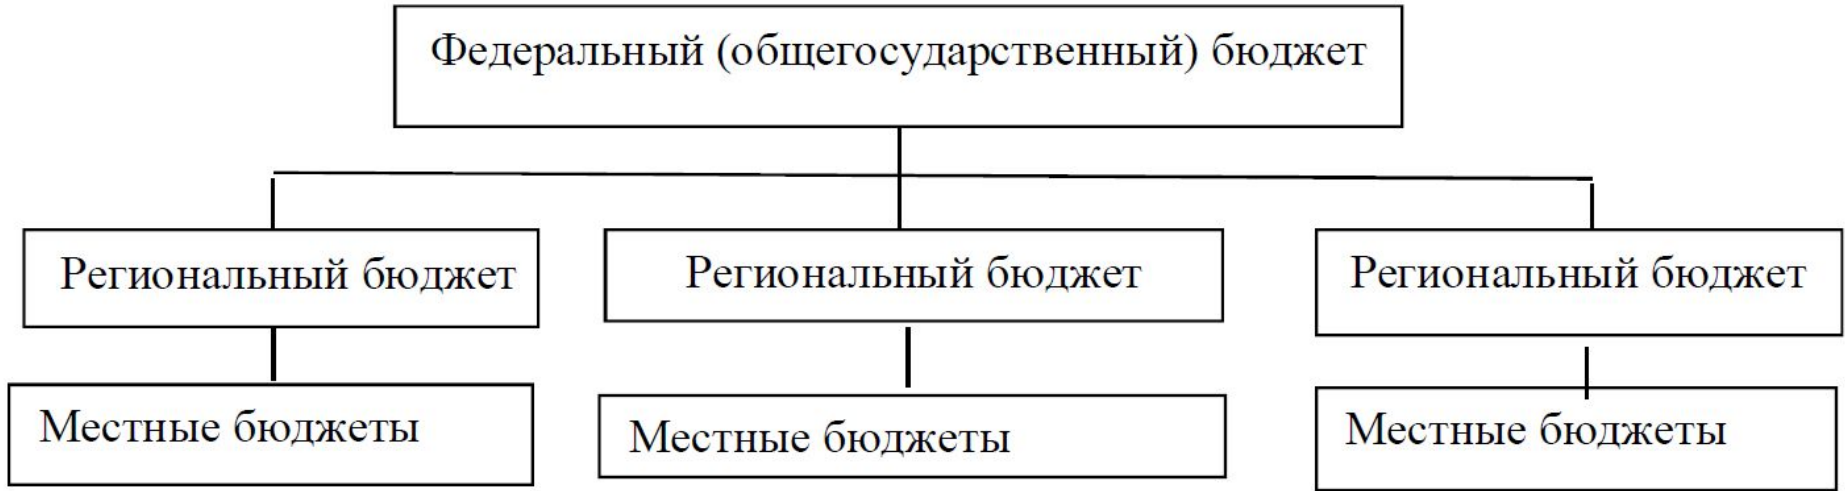 Федеральный (общегосударственный) бюджет
Региональный бюджет
Региональный бюджет
Региональный бюджет
Местные бюджеты
Местные бюджеты
Местные бюджеты